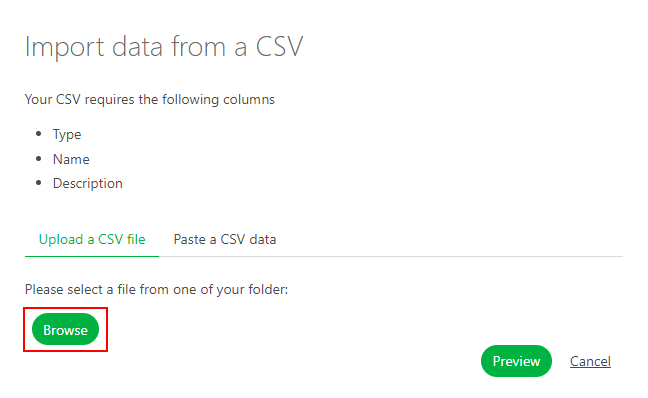 Import data from a CSV
Your CSV requires the following columns
Type
Name
Description
Upload a CSV file Paste a CSV data
Please select a file from one of your folder:
Browse
Preview Cancel